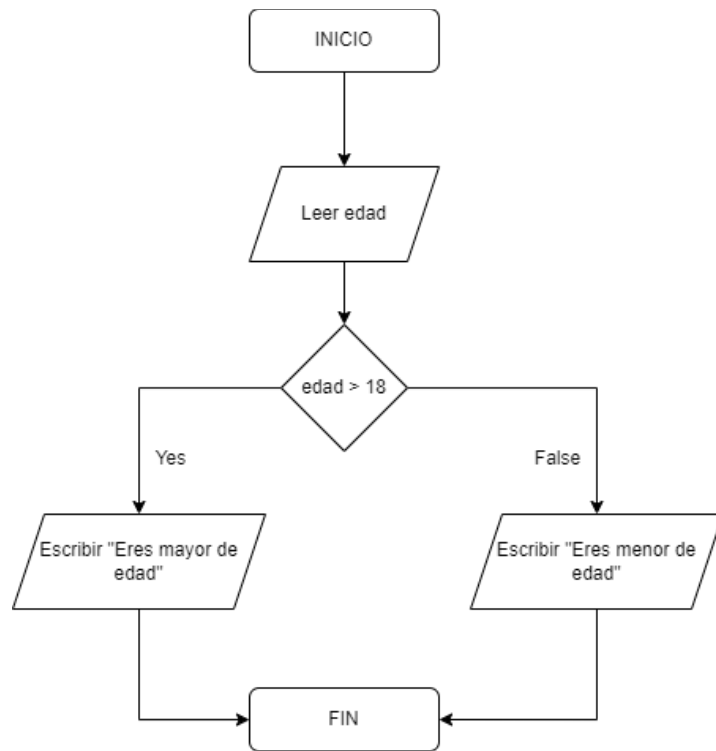 INICIO
Leer edad
edad > 18
Yes
False
Escribir "Eres mayor de
edad"
Escribir "Eres menor de
edad"
FIN